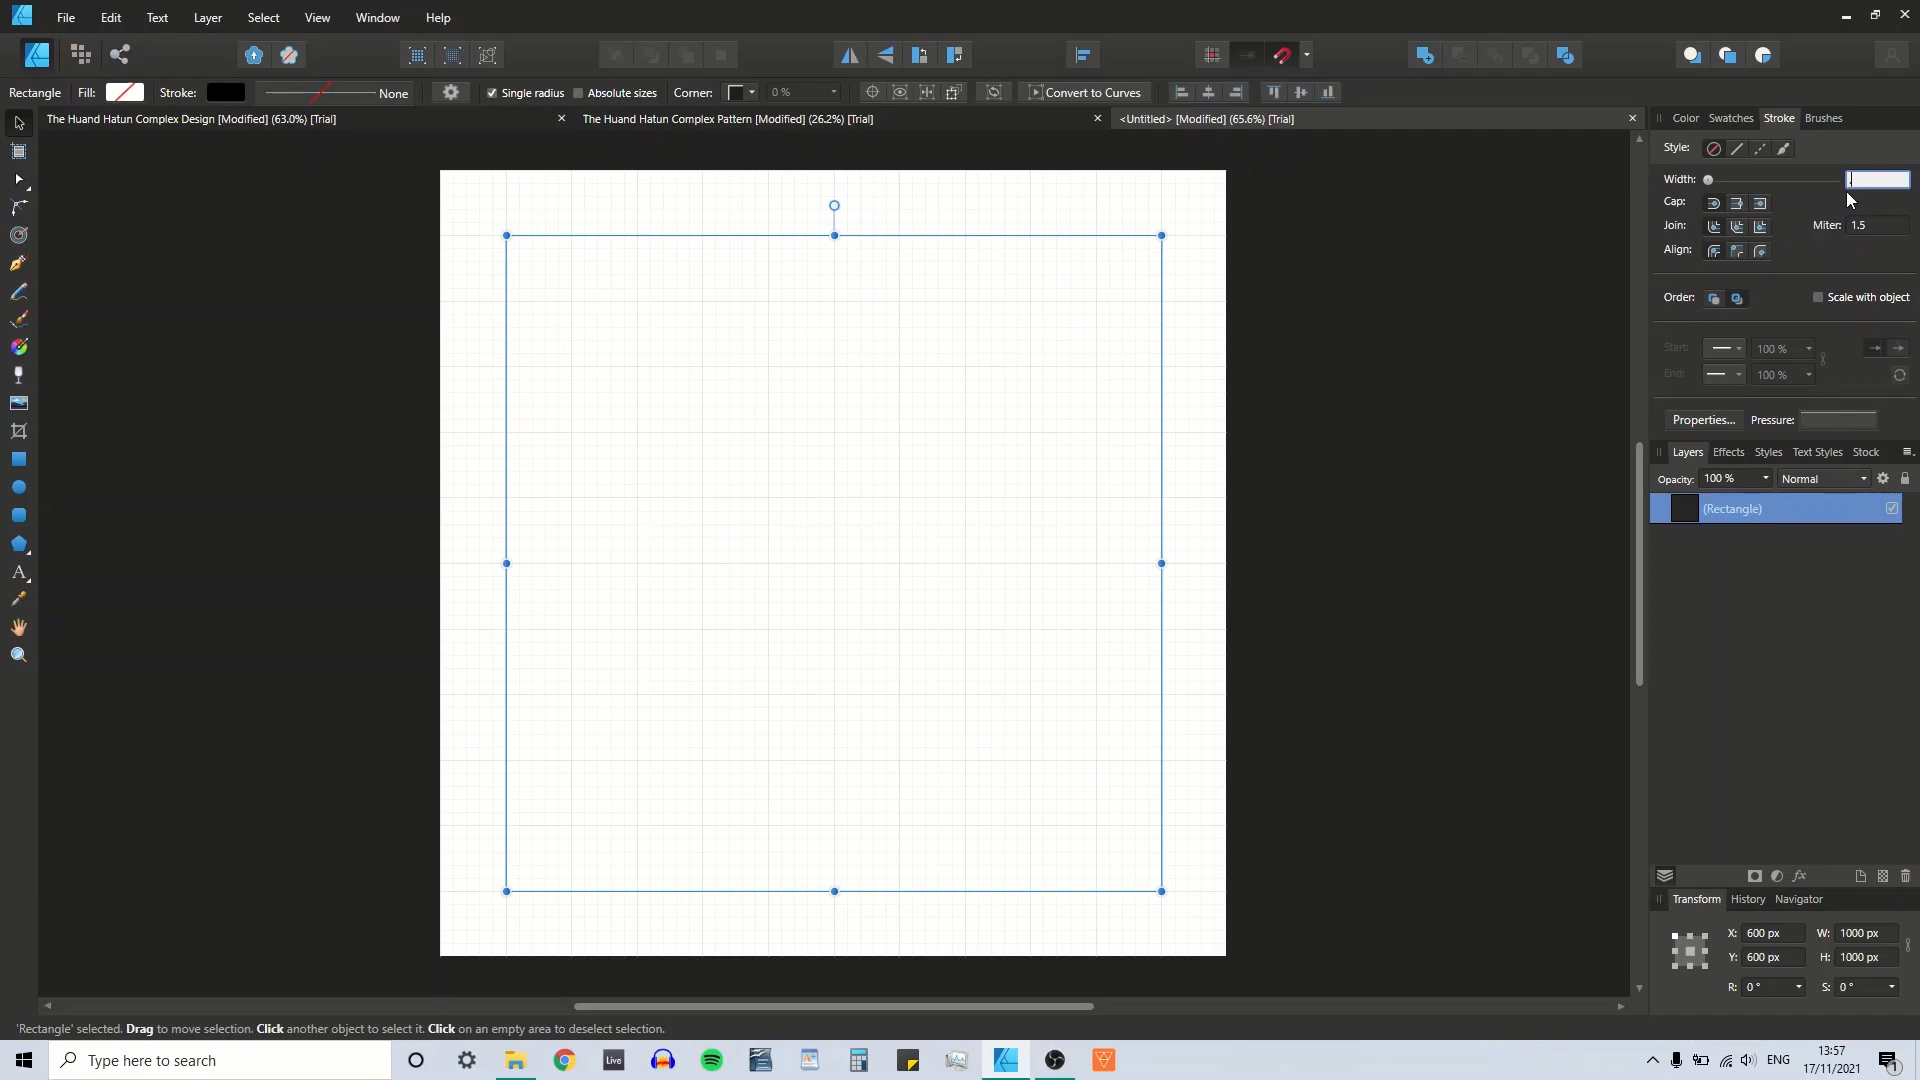 File Edit Text Layer Select View Window Help
Rectangle Fill: Stroke: None Single radius Absolute sizes Corner: 0 % Convert to Curves
The Huand Hatun Complex Design [Modified] (63.0%) [Trial]
The Huand Hatun Complex Pattern [Modified] (26.2%) [Trial]
<Untitled> [Modified] (65.6%) [Trial]
Color Swatches Stroke Brushes
Style:
Width:
Cap:
Join: Miter: 1.5
Align:
Order: Scale with object
Start: 100 %
End: 100 %
Properties... Pressure:
Layers Effects Styles Text Styles Stock
Opacity: 100 % Normal
(Rectangle)
Transform History Navigator
X: 600 px W: 1000 px
Y: 600 px H: 1000 px
R: 0 ° S: 0 °
'Rectangle' selected. Drag to move selection. Click another object to select it. Click on an empty area to deselect selection.
Type here to search
Live
ENG
13:57
17/11/2021
1